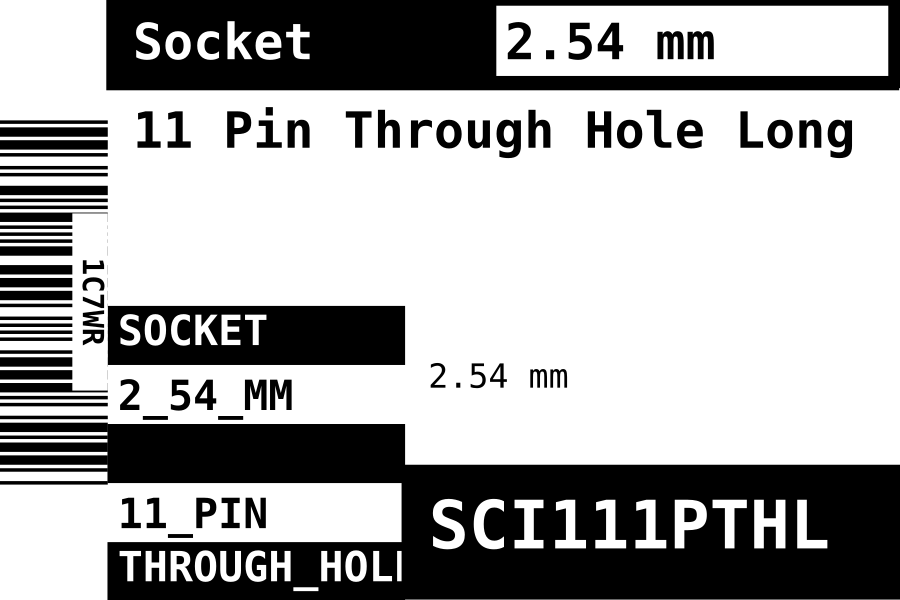 Socket
2.54 mm
11 Pin Through Hole Long
1C7WR
SOCKET
2_54_MM
2.54 mm
11_PIN
SCI111PTHL